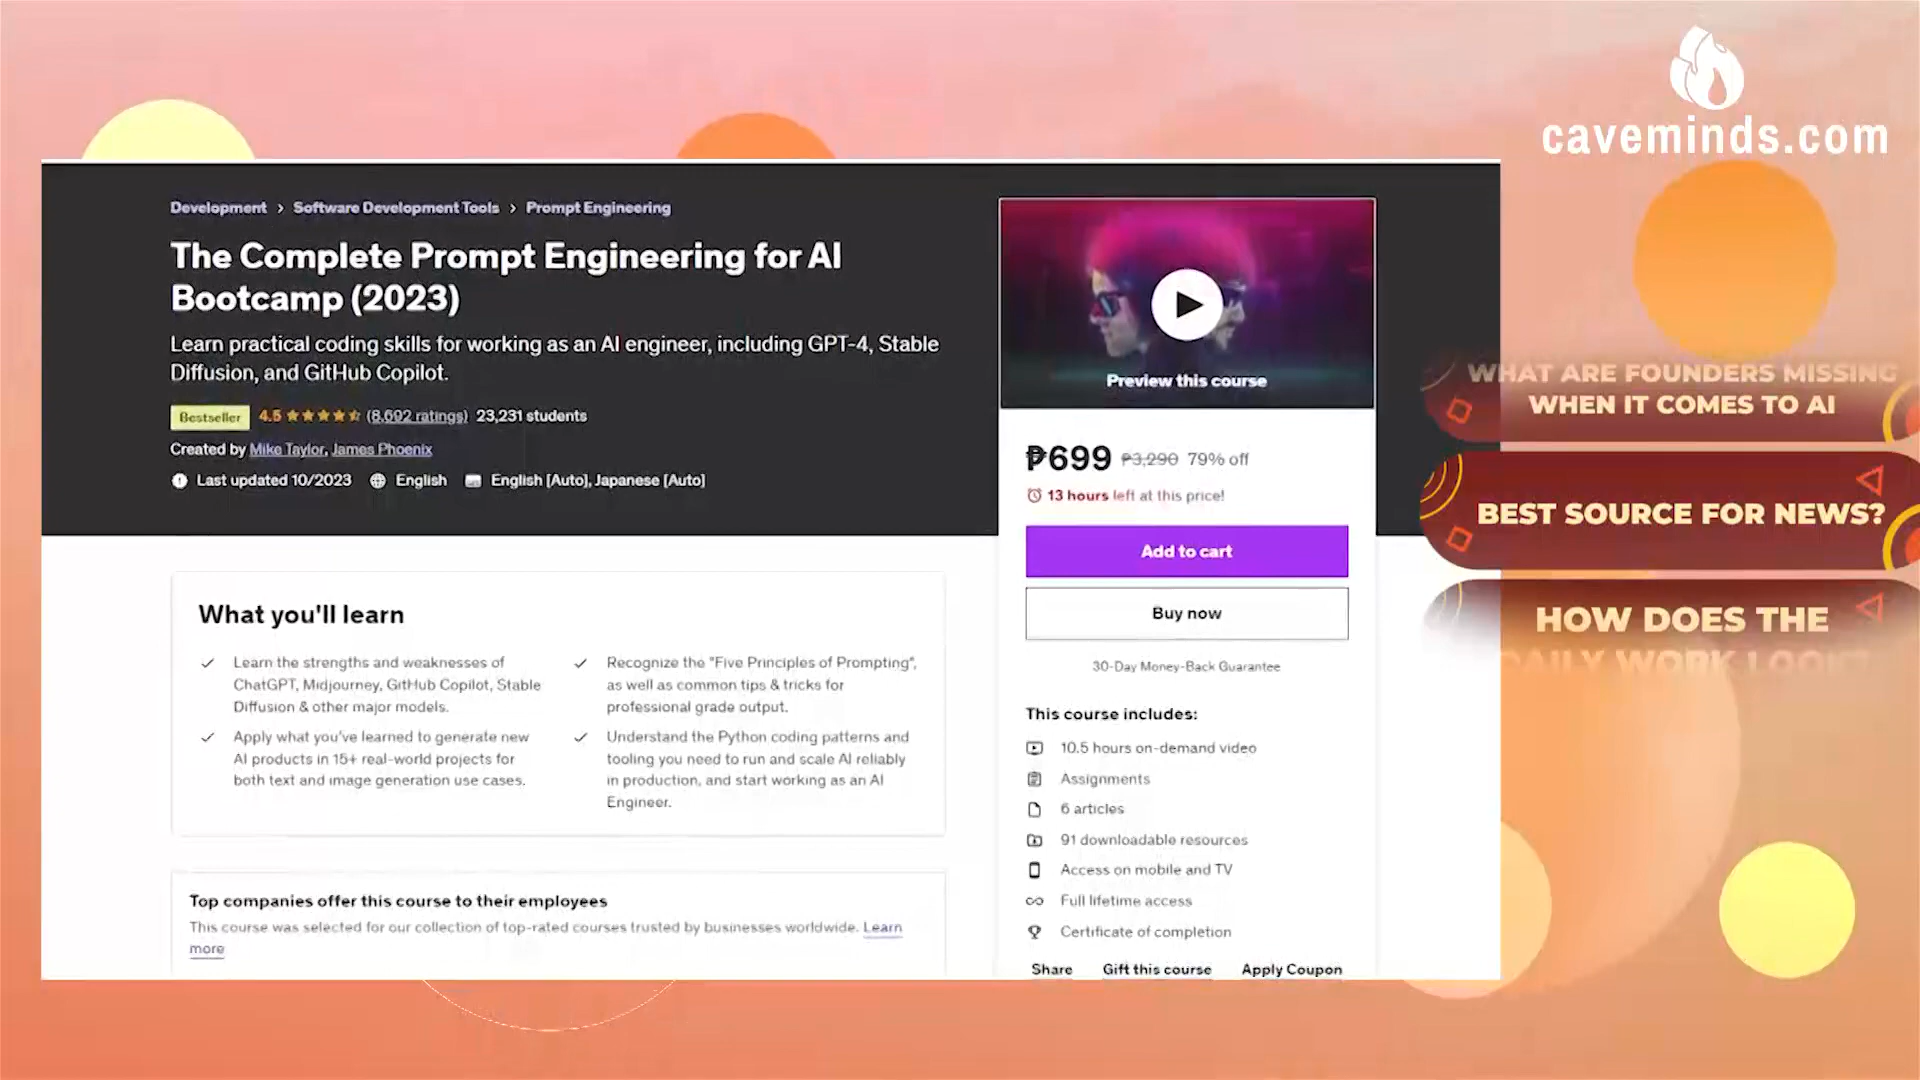 caveminds.com
Development > Software Development Tools > Prompt Engineering
The Complete Prompt Engineering for AI
Bootcamp (2023)
Learn practical coding skills for working as an AI engineer, including GPT-4, Stable
Diffusion, and GitHub Copilot.
Bestseller 4.5 (8,692 ratings) 23,231 students
Created by Mike Taylor, James Phoenix
Last updated 10/2023 English English [Auto], Japanese [Auto]
Preview this course
₱699 ₱3,290 79% off
13 hours left at this price!
Add to cart
Buy now
30-Day Money-Back Guarantee
This course includes:
10.5 hours on-demand video
Assignments
6 articles
91 downloadable resources
Access on mobile and TV
Full lifetime access
Certificate of completion
Share Gift this course Apply Coupon
What you'll learn
Learn the strengths and weaknesses of
ChatGPT, Midjourney, GitHub Copilot, Stable
Diffusion & other major models.
Apply what you've learned to generate new
AI products in 15+ real-world projects for
both text and image generation use cases.
Recognize the "Five Principles of Prompting",
as well as common tips & tricks for
professional grade output.
Understand the Python coding patterns and
tooling you need to run and scale AI reliably
in production, and start working as an AI
Engineer.
Top companies offer this course to their employees
This course was selected for our collection of top-rated courses trusted by businesses worldwide. Learn
more
WHAT ARE FOUNDERS MISSING
WHEN IT COMES TO AI
BEST SOURCE FOR NEWS?
HOW DOES THE
DAILY WORK LOOK